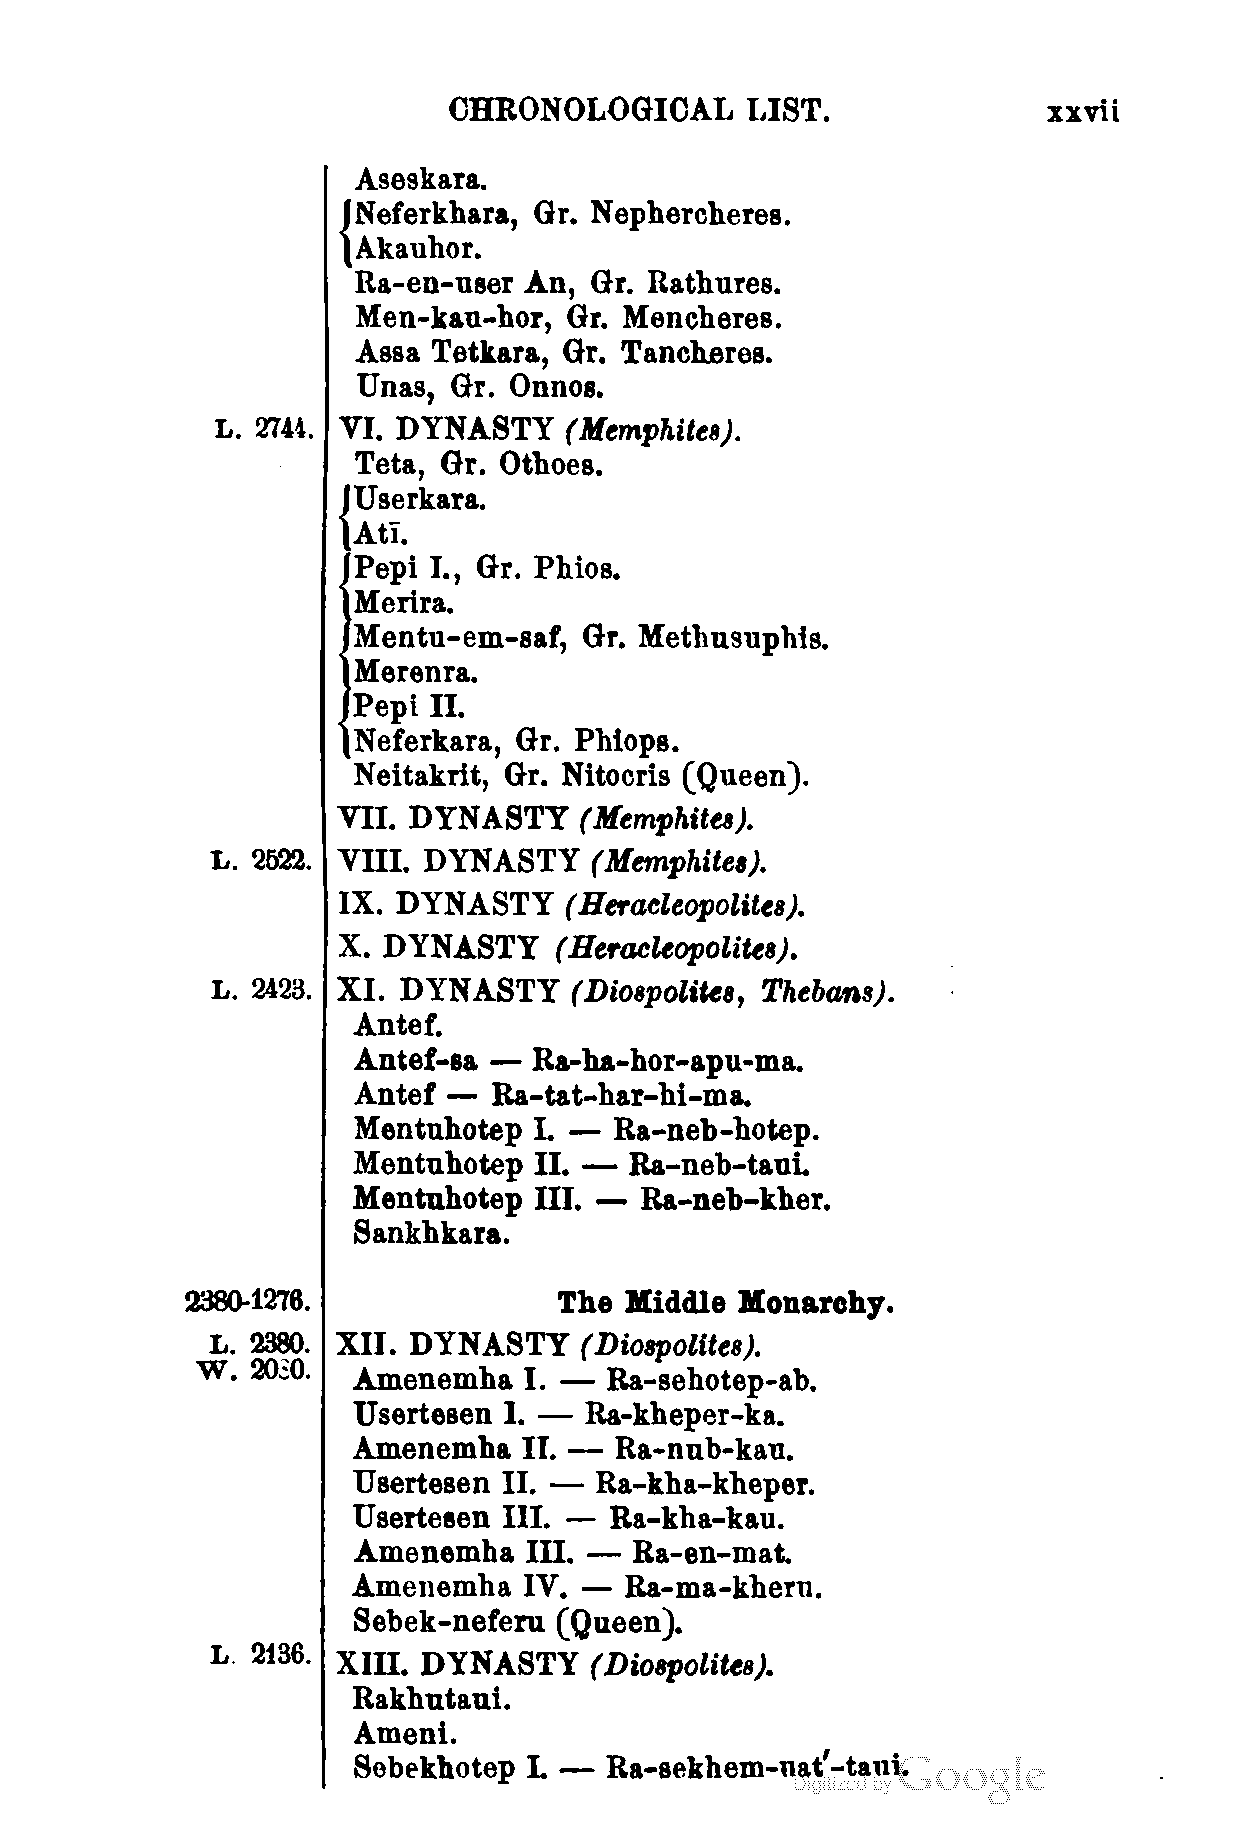 CHRONOLOGICAL LIST. xxvii
Aseskara.
Neferkhara, Gr. Nephercheres.
Akauhor.
Ra-en-user An, Gr. Rathures.
Men-kau-hor, Gr. Mencheres.
Assa Tetkara, Gr. Tancheres.
Unas, Gr. Onnos.
L. 2744. VI. DYNASTY (Memphites).
Teta, Gr. Othoes.
Userkara.
Atī.
Pepi I., Gr. Phios.
Merira.
Mentu-em-saf, Gr. Methusuphis.
Merenra.
Pepi II.
Neferkara, Gr. Phiops.
Neitakrit, Gr. Nitocris (Queen).
VII. DYNASTY (Memphites).
L. 2522. VIII. DYNASTY (Memphites).
IX. DYNASTY (Heracleopolites).
X. DYNASTY (Heracleopolites).
L. 2423. XI. DYNASTY (Diospolites, Thebans).
Antef.
Antef-sa — Ra-ha-hor-apu-ma.
Antef — Ra-tat-har-hi-ma.
Mentuhotep I. — Ra-neb-hotep.
Mentuhotep II. — Ra-neb-taui.
Mentuhotep III. — Ra-neb-kher.
Sankhkara.
2380-1276. The Middle Monarchy.
L. 2380. XII. DYNASTY (Diospolites).
W.
Amenemha I. — Ra-sehotep-ab.
Usertesen I. — Ra-kheper-ka.
Amenemha II. — Ra-nub-kau.
Usertesen II. — Ra-kha-kheper.
Usertesen III. — Ra-kha-kau.
Amenemha III. — Ra-en-mat.
Amenemha IV. — Ra-ma-kheru.
Sebek-neferu (Queen).
L. 2136. XIII. DYNASTY (Diospolites).
Rakhutaui.
Ameni.
Sebekhotep I. — Ra-sekhem-uat'-taui.
Digitized by Google